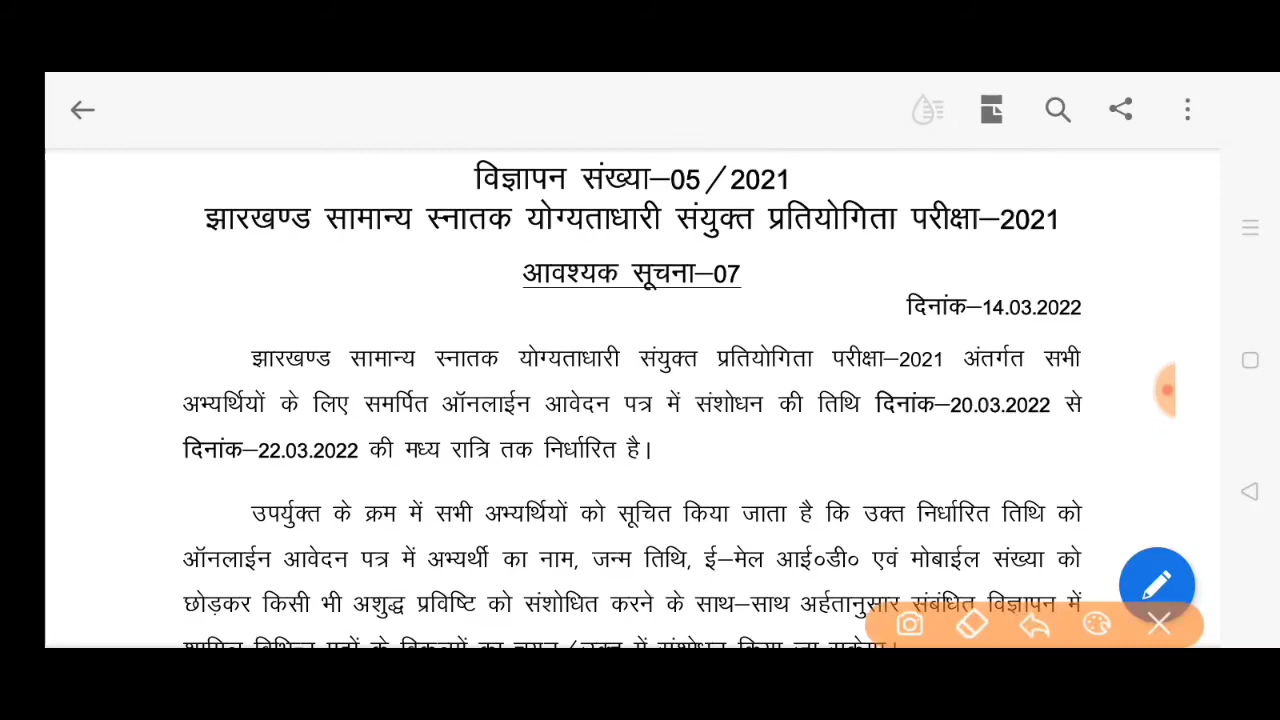 विज्ञापन संख्या–05/2021
झारखण्ड सामान्य स्नातक योग्यताधारी संयुक्त प्रतियोगिता परीक्षा–2021
आवश्यक सूचना–07
दिनांक–14.03.2022
झारखण्ड सामान्य स्नातक योग्यताधारी संयुक्त प्रतियोगिता परीक्षा–2021 अंतर्गत सभी
अभ्यर्थियों के लिए समर्पित ऑनलाईन आवेदन पत्र में संशोधन की तिथि दिनांक–20.03.2022 से
दिनांक–22.03.2022 की मध्य रात्रि तक निर्धारित है।
उपर्युक्त के क्रम में सभी अभ्यर्थियों को सूचित किया जाता है कि उक्त निर्धारित तिथि को
ऑनलाईन आवेदन पत्र में अभ्यर्थी का नाम, जन्म तिथि, ई–मेल आई०डी० एवं मोबाईल संख्या को
छोड़कर किसी भी अशुद्ध प्रविष्टि को संशोधित करने के साथ–साथ अर्हतानुसार संबंधित विज्ञापन में